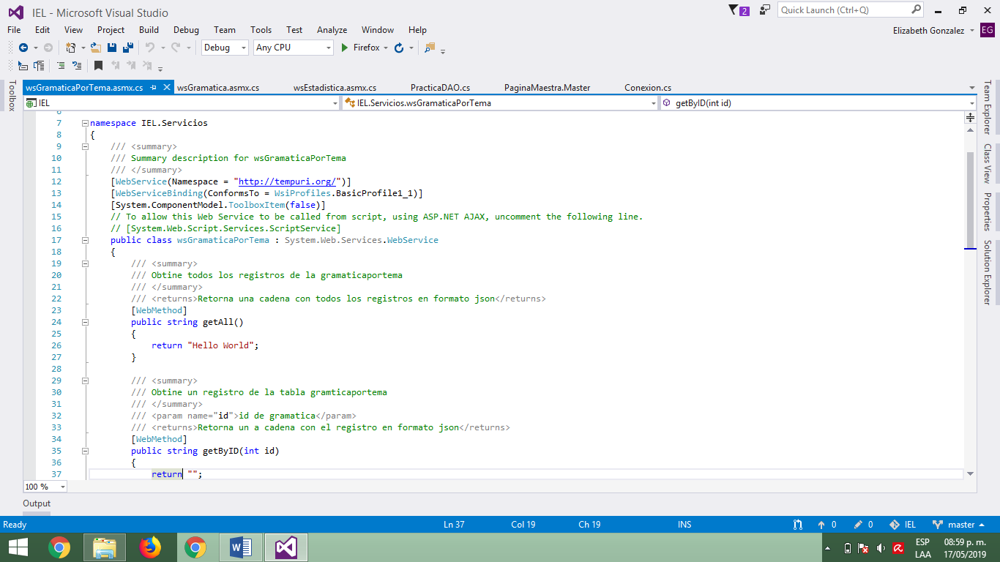 IEL - Microsoft Visual Studio
2
Quick Launch (Ctrl+Q)
File Edit View Project Build Debug Team Tools Test Analyze Window Help
Elizabeth Gonzalez EG
Debug Any CPU Firefox
Toolbox
wsGramaticaPorTema.asmx.cs wsGramatica.asmx.cs wsEstadistica.asmx.cs PracticaDAO.cs PaginaMaestra.Master Conexion.cs
IEL IEL.Servicios.wsGramaticaPorTema getByID(int id)
6
7 namespace IEL.Servicios
8 {
9 /// <summary>
10 /// Summary description for wsGramaticaPorTema
11 /// </summary>
12 [WebService(Namespace = "http://tempuri.org/")]
13 [WebServiceBinding(ConformsTo = WsiProfiles.BasicProfile1_1)]
14 [System.ComponentModel.ToolboxItem(false)]
15 // To allow this Web Service to be called from script, using ASP.NET AJAX, uncomment the following line.
16 // [System.Web.Script.Services.ScriptService]
17 public class wsGramaticaPorTema : System.Web.Services.WebService
18 {
19 /// <summary>
20 /// Obtine todos los registros de la gramaticaportema
21 /// </summary>
22 /// <returns>Retorna una cadena con todos los registros en formato json</returns>
23 [WebMethod]
24 public string getAll()
25 {
26 return "Hello World";
27 }
28
29 /// <summary>
30 /// Obtine un registro de la tabla gramticaportema
31 /// </summary>
32 /// <param name="id">id de gramatica</param>
33 /// <returns>Retorna un a cadena con el registro en formato json</returns>
34 [WebMethod]
35 public string getByID(int id)
36 {
37 return "";
Team Explorer
Class View
Properties
Solution Explorer
100 %
Output
Ready Ln 37 Col 19 Ch 19 INS 0 0 IEL master
ESP 08:59 p. m.
LAA 17/05/2019